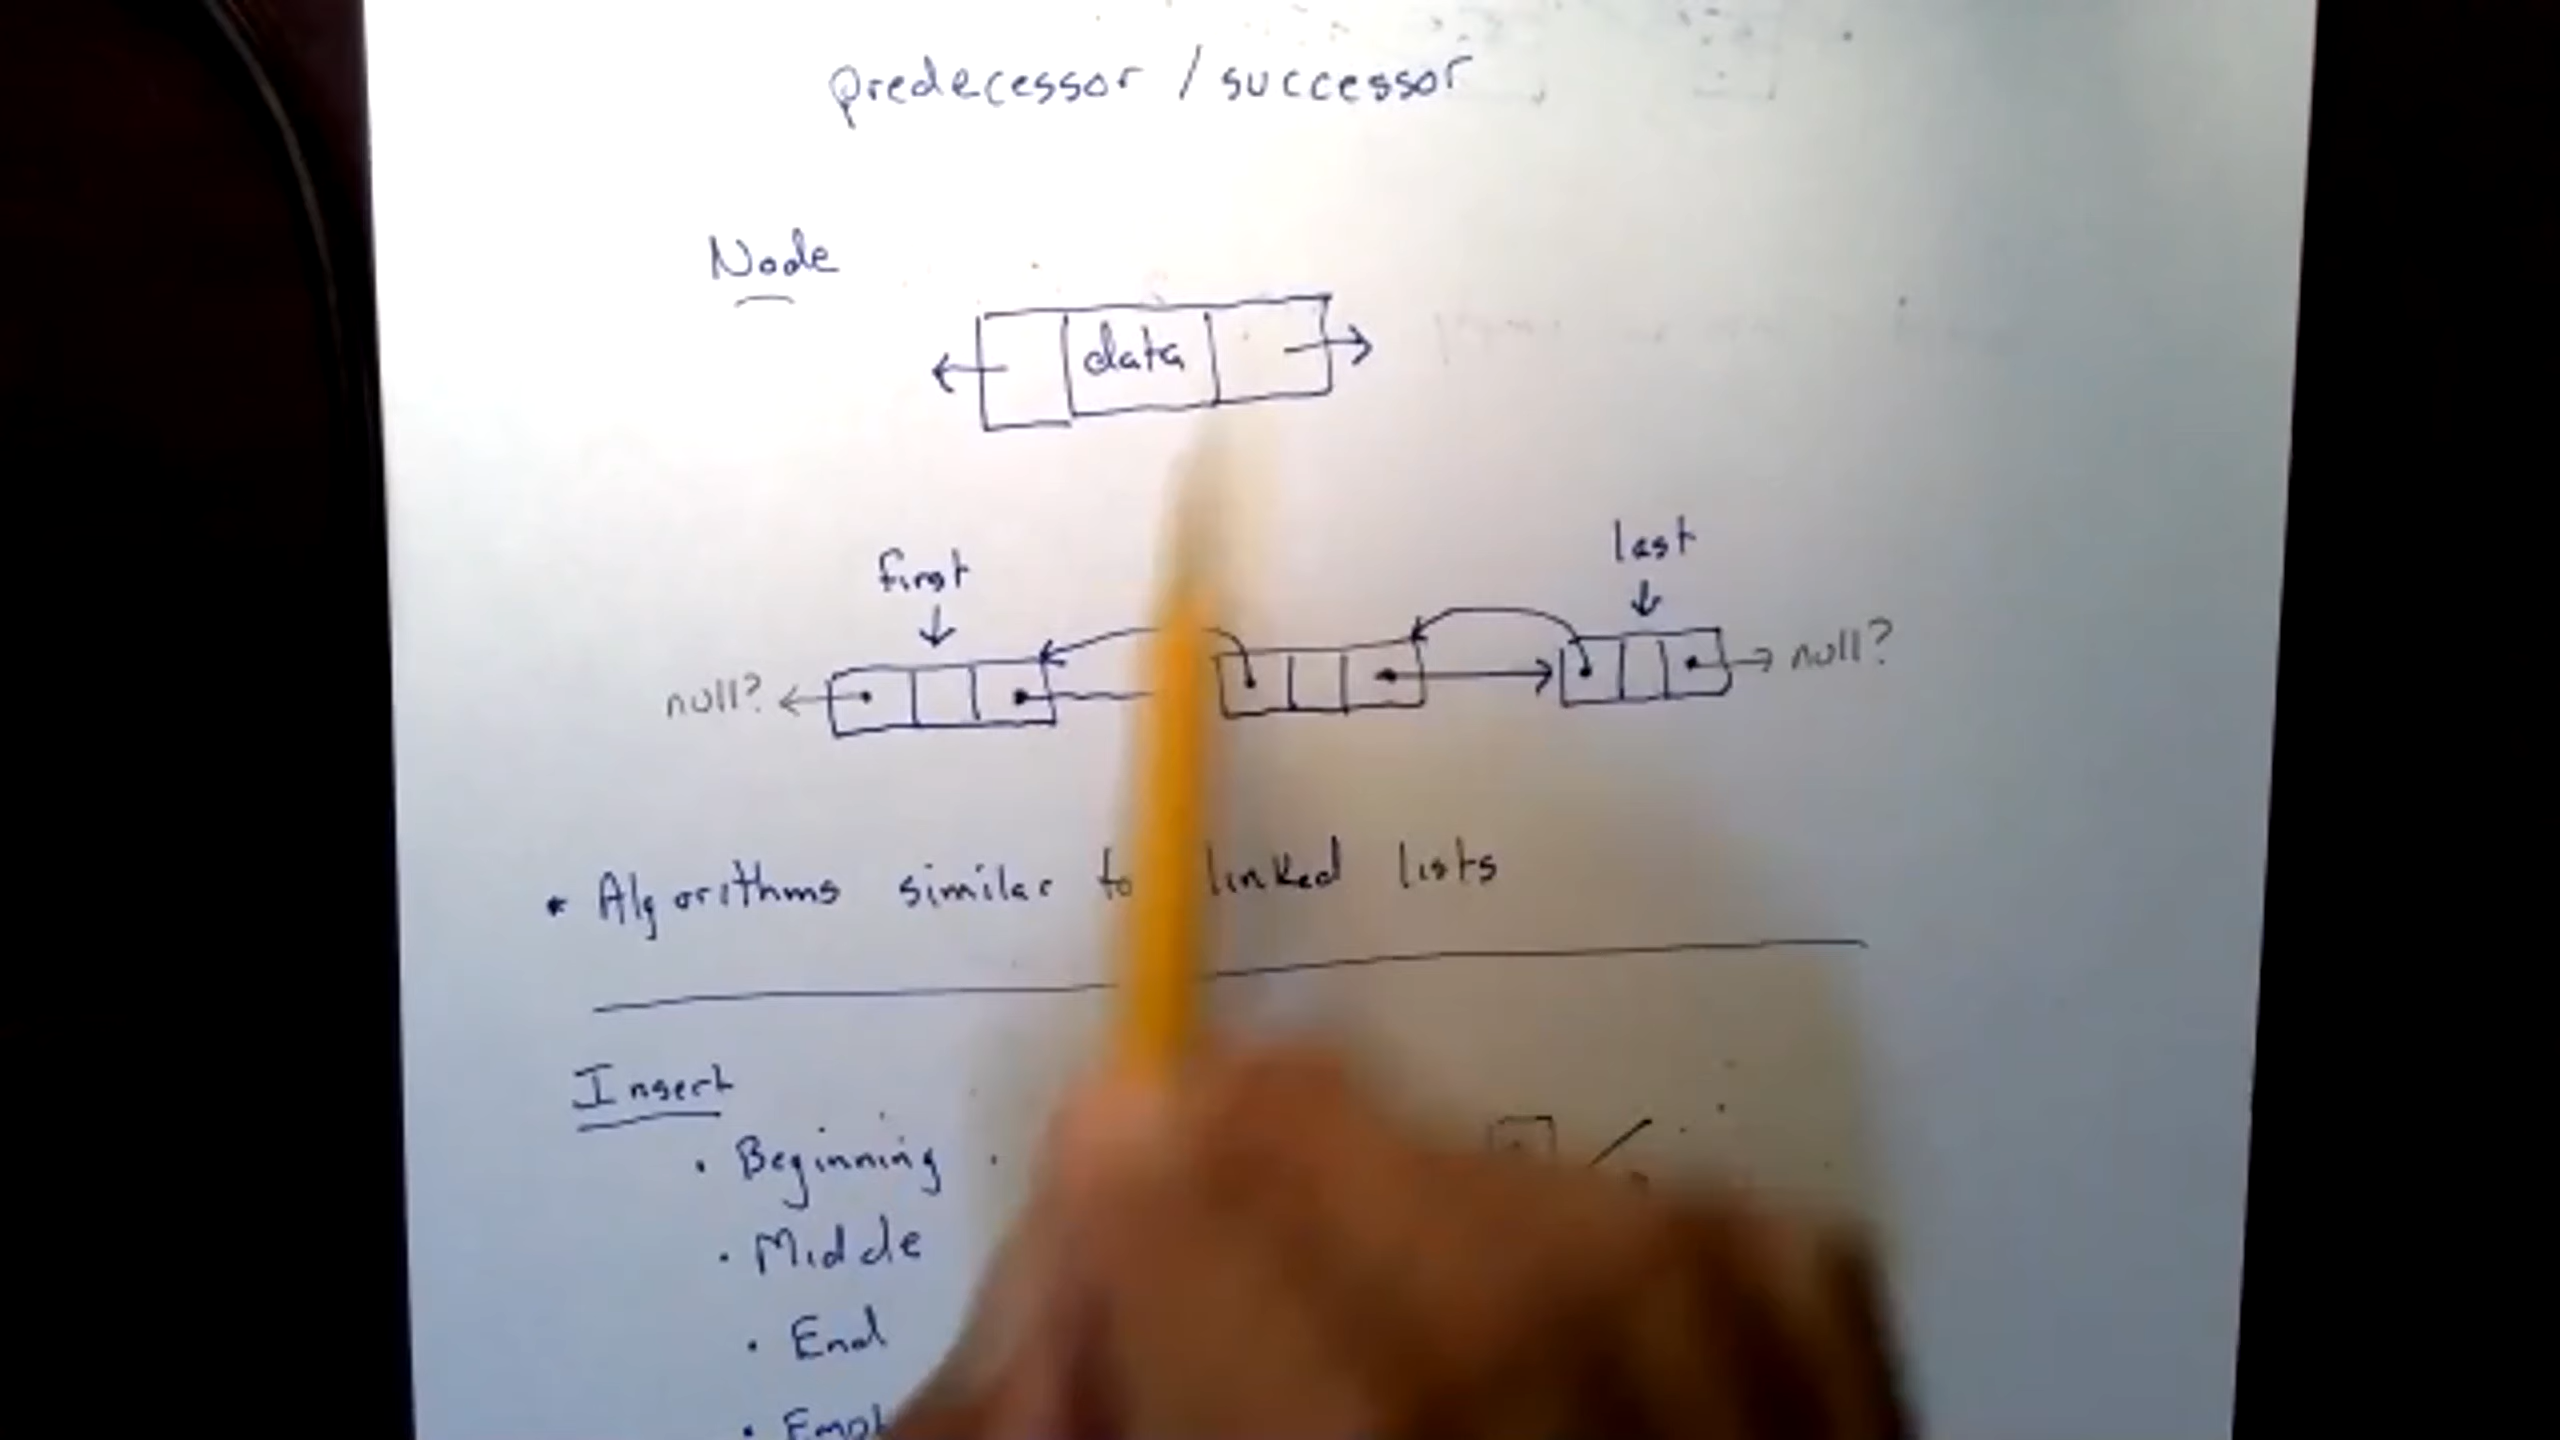 predecessor / successor
Node
data
first
last
null?
null?
* Algorithms similar to linked lists
Insert
• Beginning
• Middle
• End